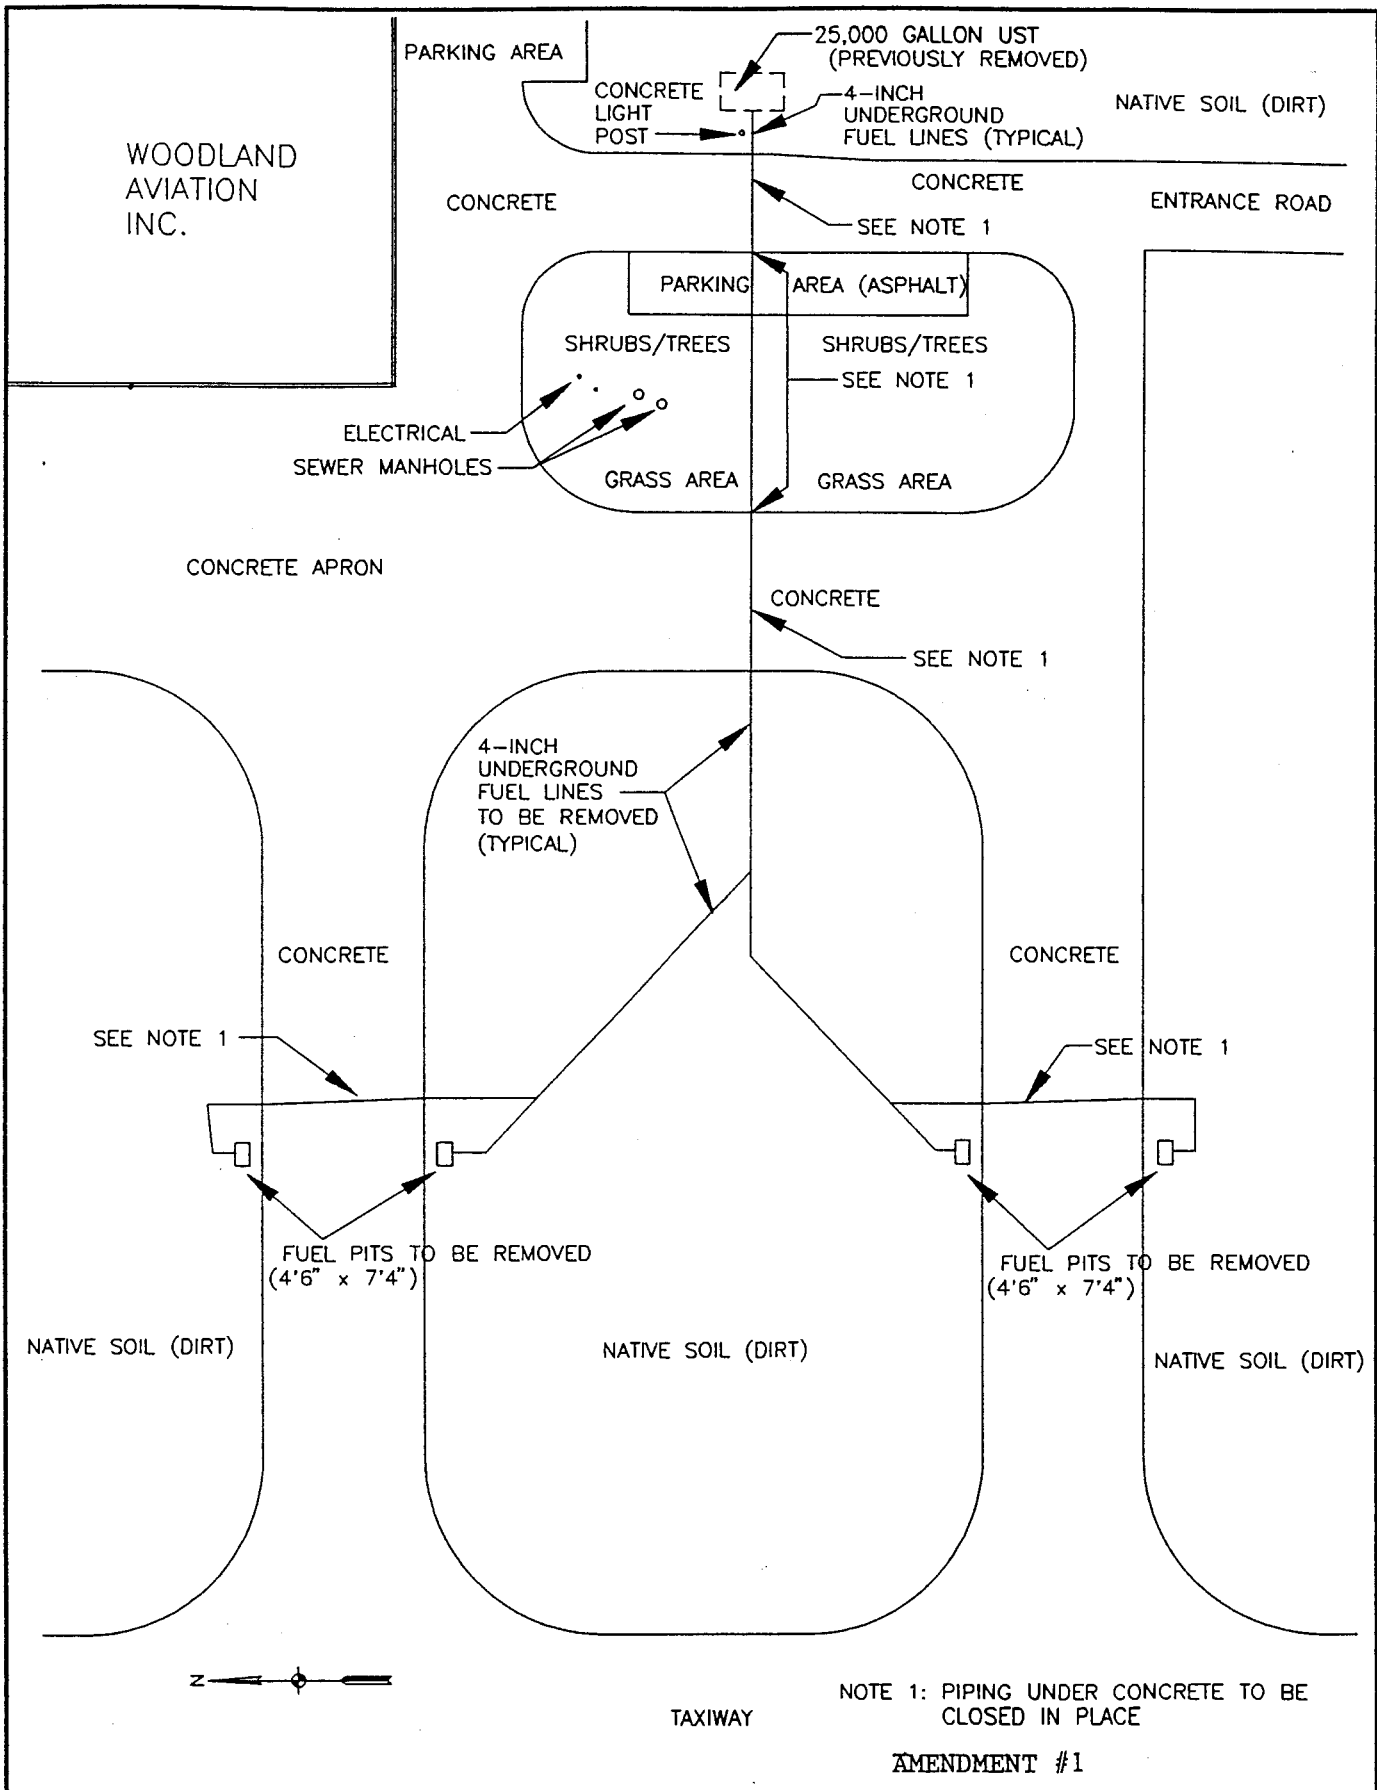 PARKING AREA
25,000 GALLON UST
(PREVIOUSLY REMOVED)
CONCRETE
LIGHT
POST
4-INCH
UNDERGROUND
FUEL LINES (TYPICAL)
NATIVE SOIL (DIRT)
WOODLAND
AVIATION
INC.
CONCRETE
CONCRETE
ENTRANCE ROAD
SEE NOTE 1
PARKING AREA (ASPHALT)
SHRUBS/TREES
SHRUBS/TREES
SEE NOTE 1
ELECTRICAL
SEWER MANHOLES
GRASS AREA
GRASS AREA
CONCRETE APRON
CONCRETE
SEE NOTE 1
4-INCH
UNDERGROUND
FUEL LINES
TO BE REMOVED
(TYPICAL)
CONCRETE
CONCRETE
SEE NOTE 1
SEE NOTE 1
FUEL PITS TO BE REMOVED
(4'6" x 7'4")
FUEL PITS TO BE REMOVED
(4'6" x 7'4")
NATIVE SOIL (DIRT)
NATIVE SOIL (DIRT)
NATIVE SOIL (DIRT)
N
TAXIWAY
NOTE 1: PIPING UNDER CONCRETE TO BE
CLOSED IN PLACE
AMENDMENT #1